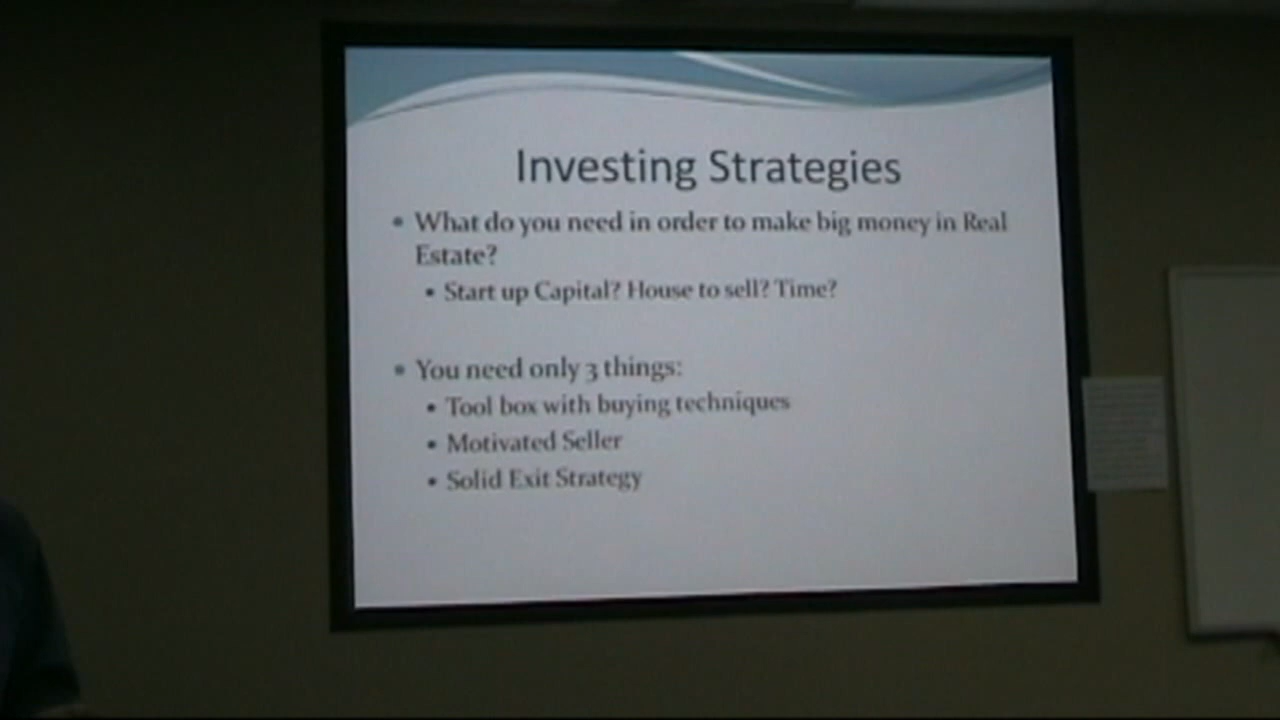 Investing Strategies
• What do you need in order to make big money in Real
Estate?
• Start up Capital? House to sell? Time?
• You need only 3 things:
• Tool box with buying techniques
• Motivated Seller
• Solid Exit Strategy